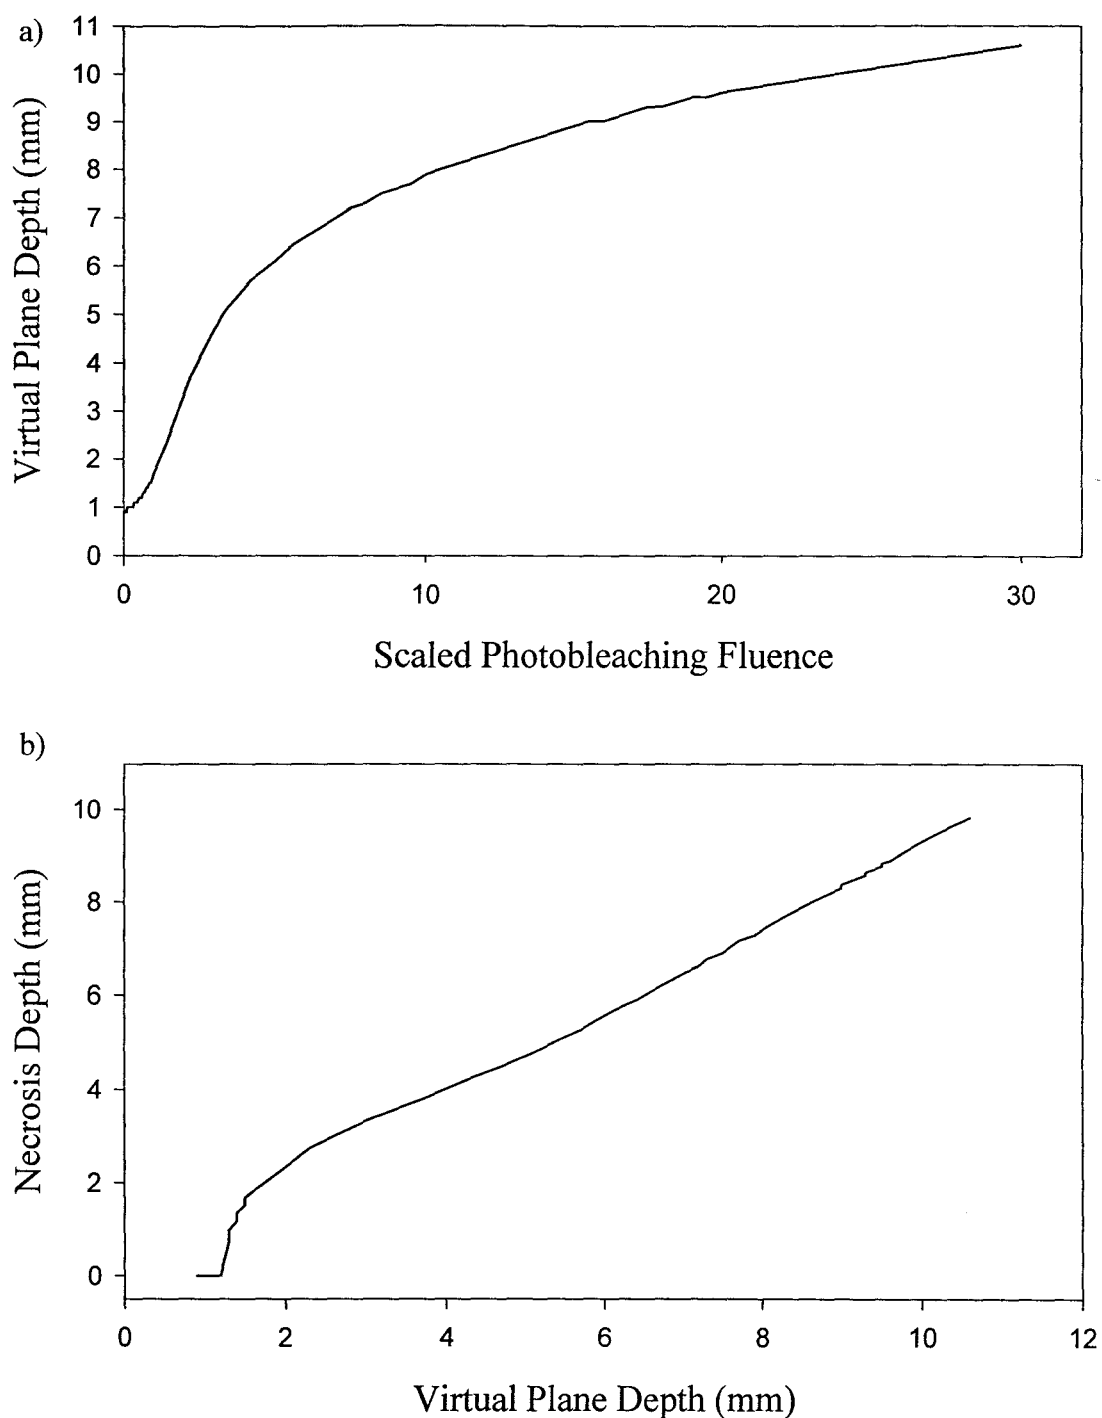 a)
Virtual Plane Depth (mm)
11
10
9
8
7
6
5
4
3
2
1
0
0 10 20 30
Scaled Photobleaching Fluence
b)
Necrosis Depth (mm)
10
8
6
4
2
0
0 2 4 6 8 10 12
Virtual Plane Depth (mm)